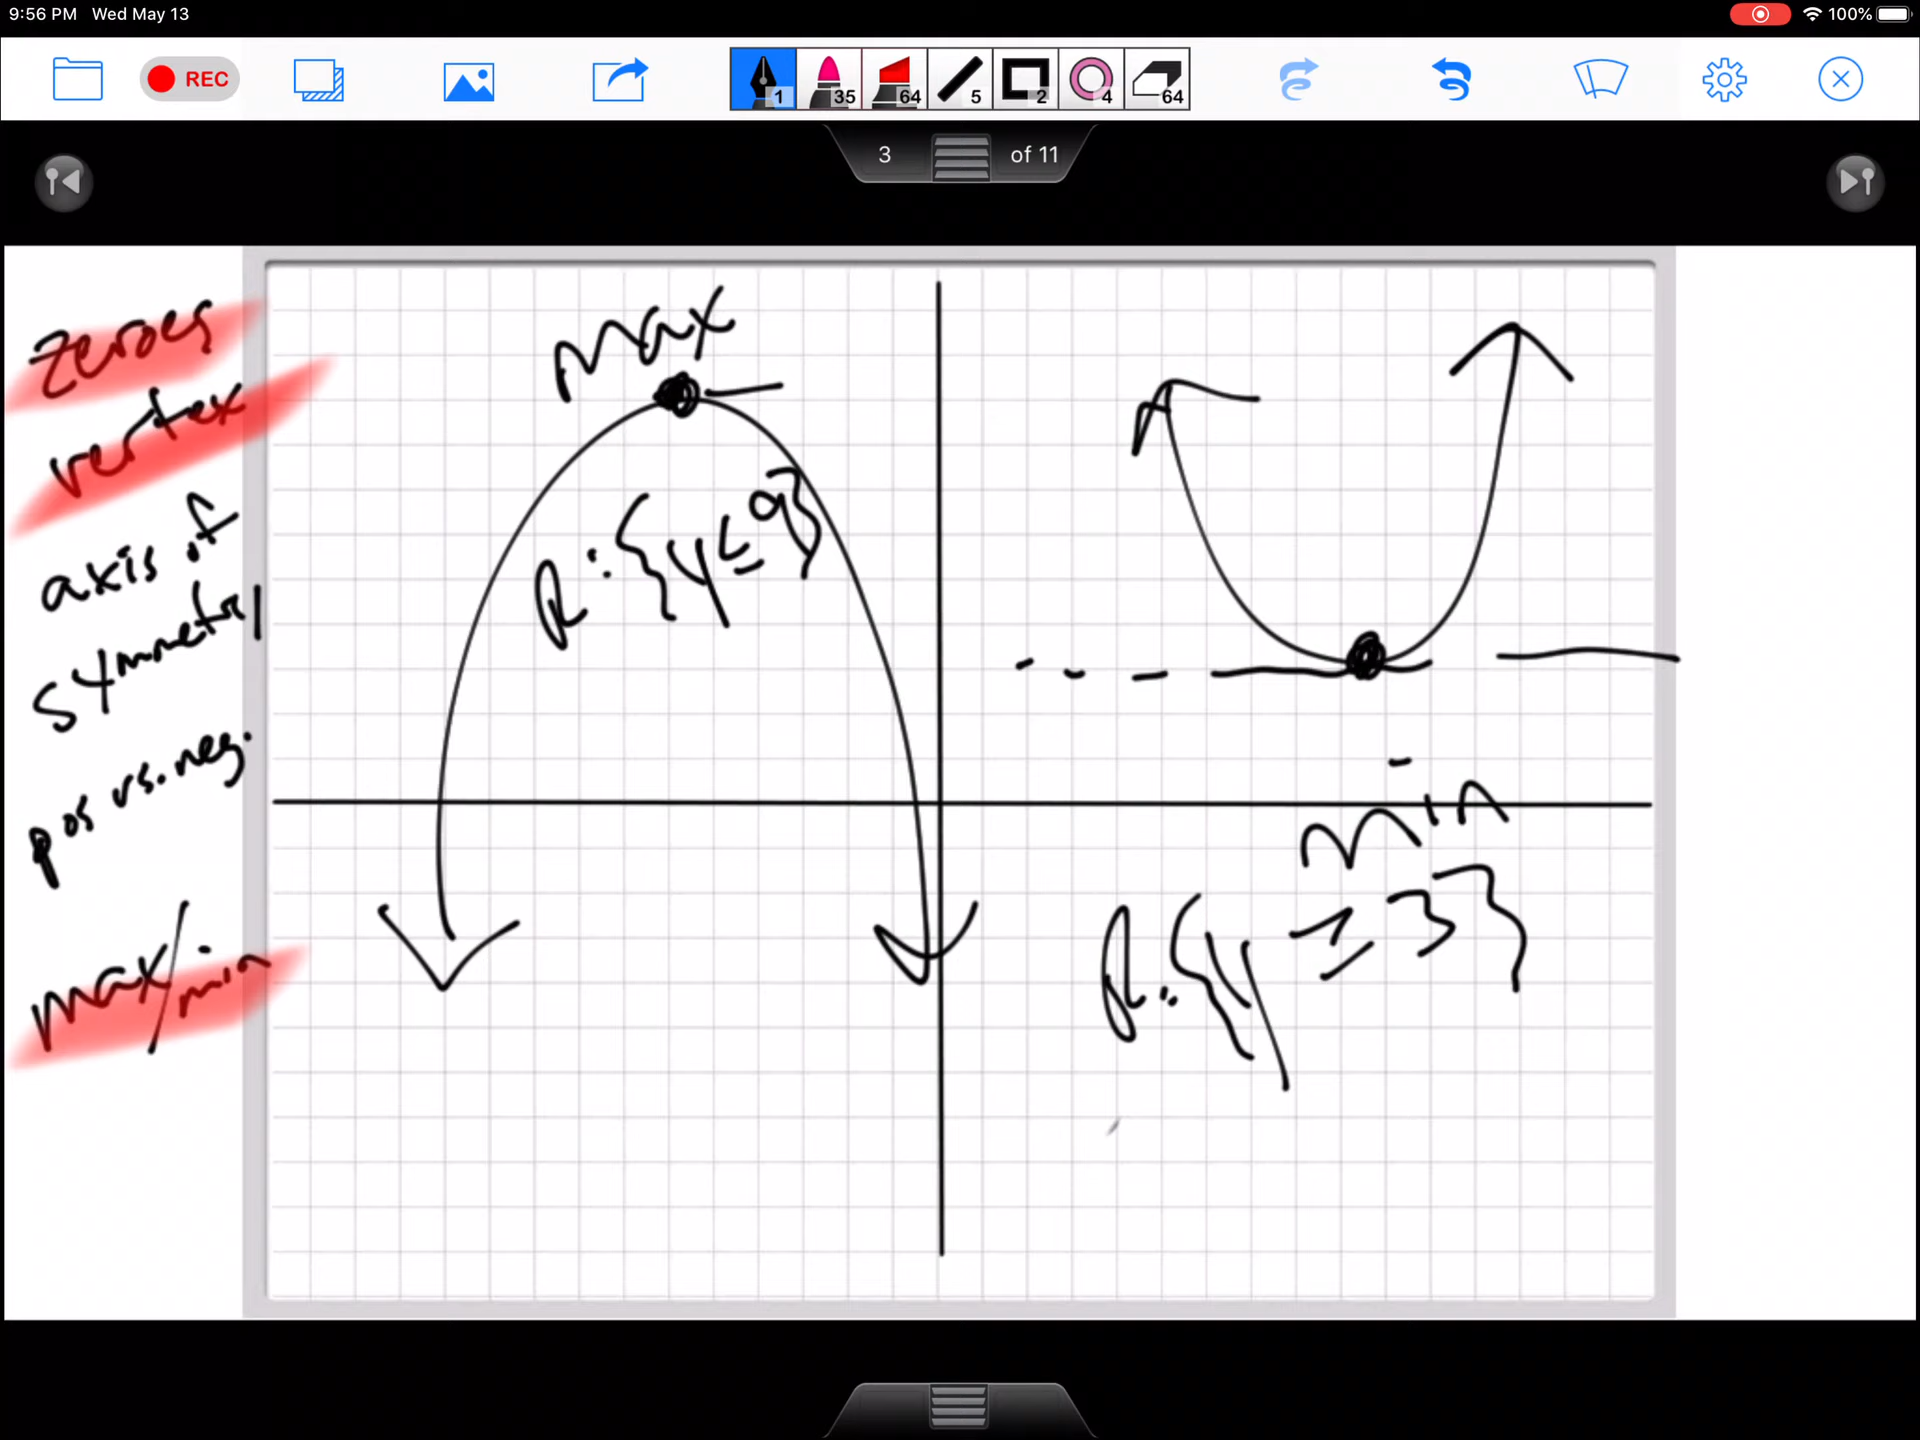 9:56 PM Wed May 13
100%
REC
1
35
64
5
2
4
64
3 of 11
zeroes
vertex
axis of
symmetry
pos vs. neg.
max/min
max
R: {y ≤ 9}
min
R: {y ≥ 3}